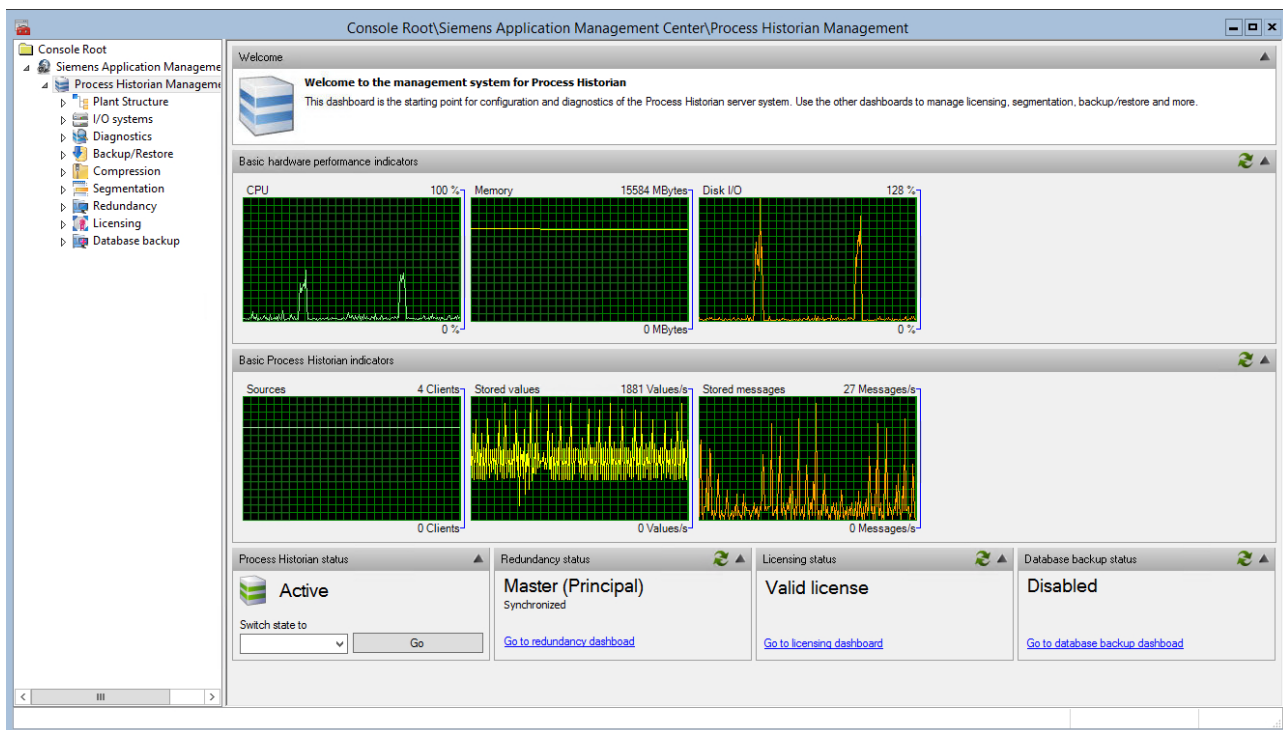 Console Root\Siemens Application Management Center\Process Historian Management
Console Root
Siemens Application Manageme
Process Historian Manageme
Plant Structure
I/O systems
Diagnostics
Backup/Restore
Compression
Segmentation
Redundancy
Licensing
Database backup
Welcome
Welcome to the management system for Process Historian
This dashboard is the starting point for configuration and diagnostics of the Process Historian server system. Use the other dashboards to manage licensing, segmentation, backup/restore and more.
Basic hardware performance indicators
CPU 100 % Memory 15584 MBytes Disk I/O 128 %
0 % 0 MBytes 0 %
Basic Process Historian indicators
Sources 4 Clients Stored values 1881 Values/s Stored messages 27 Messages/s
0 Clients 0 Values/s 0 Messages/s
Process Historian status
Active
Switch state to
Go
Redundancy status
Master (Principal)
Synchronized
Go to redundancy dashboad
Licensing status
Valid license
Go to licensing dashboard
Database backup status
Disabled
Go to database backup dashboad